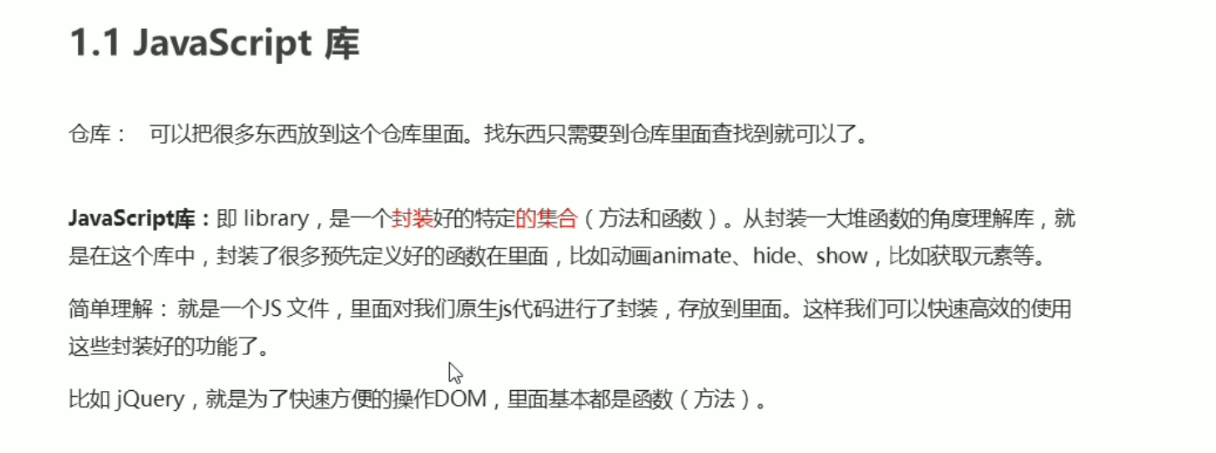 1.1 JavaScript 库
仓库： 可以把很多东西放到这个仓库里面。找东西只需要到仓库里面查找到就可以了。
JavaScript库：即 library，是一个封装好的特定的集合（方法和函数）。从封装一大堆函数的角度理解库，就
是在这个库中，封装了很多预先定义好的函数在里面，比如动画animate、hide、show，比如获取元素等。
简单理解： 就是一个JS 文件，里面对我们原生js代码进行了封装，存放到里面。这样我们可以快速高效的使用
这些封装好的功能了。
比如 jQuery，就是为了快速方便的操作DOM，里面基本都是函数（方法）。